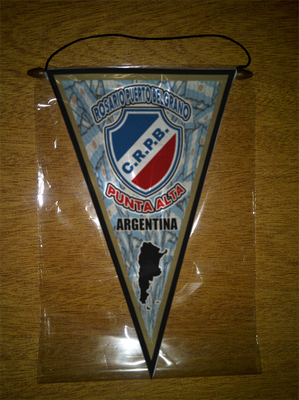 ROSARIO PUERTO BELGRANO
C.R.P.B.
PUNTA ALTA
ARGENTINA